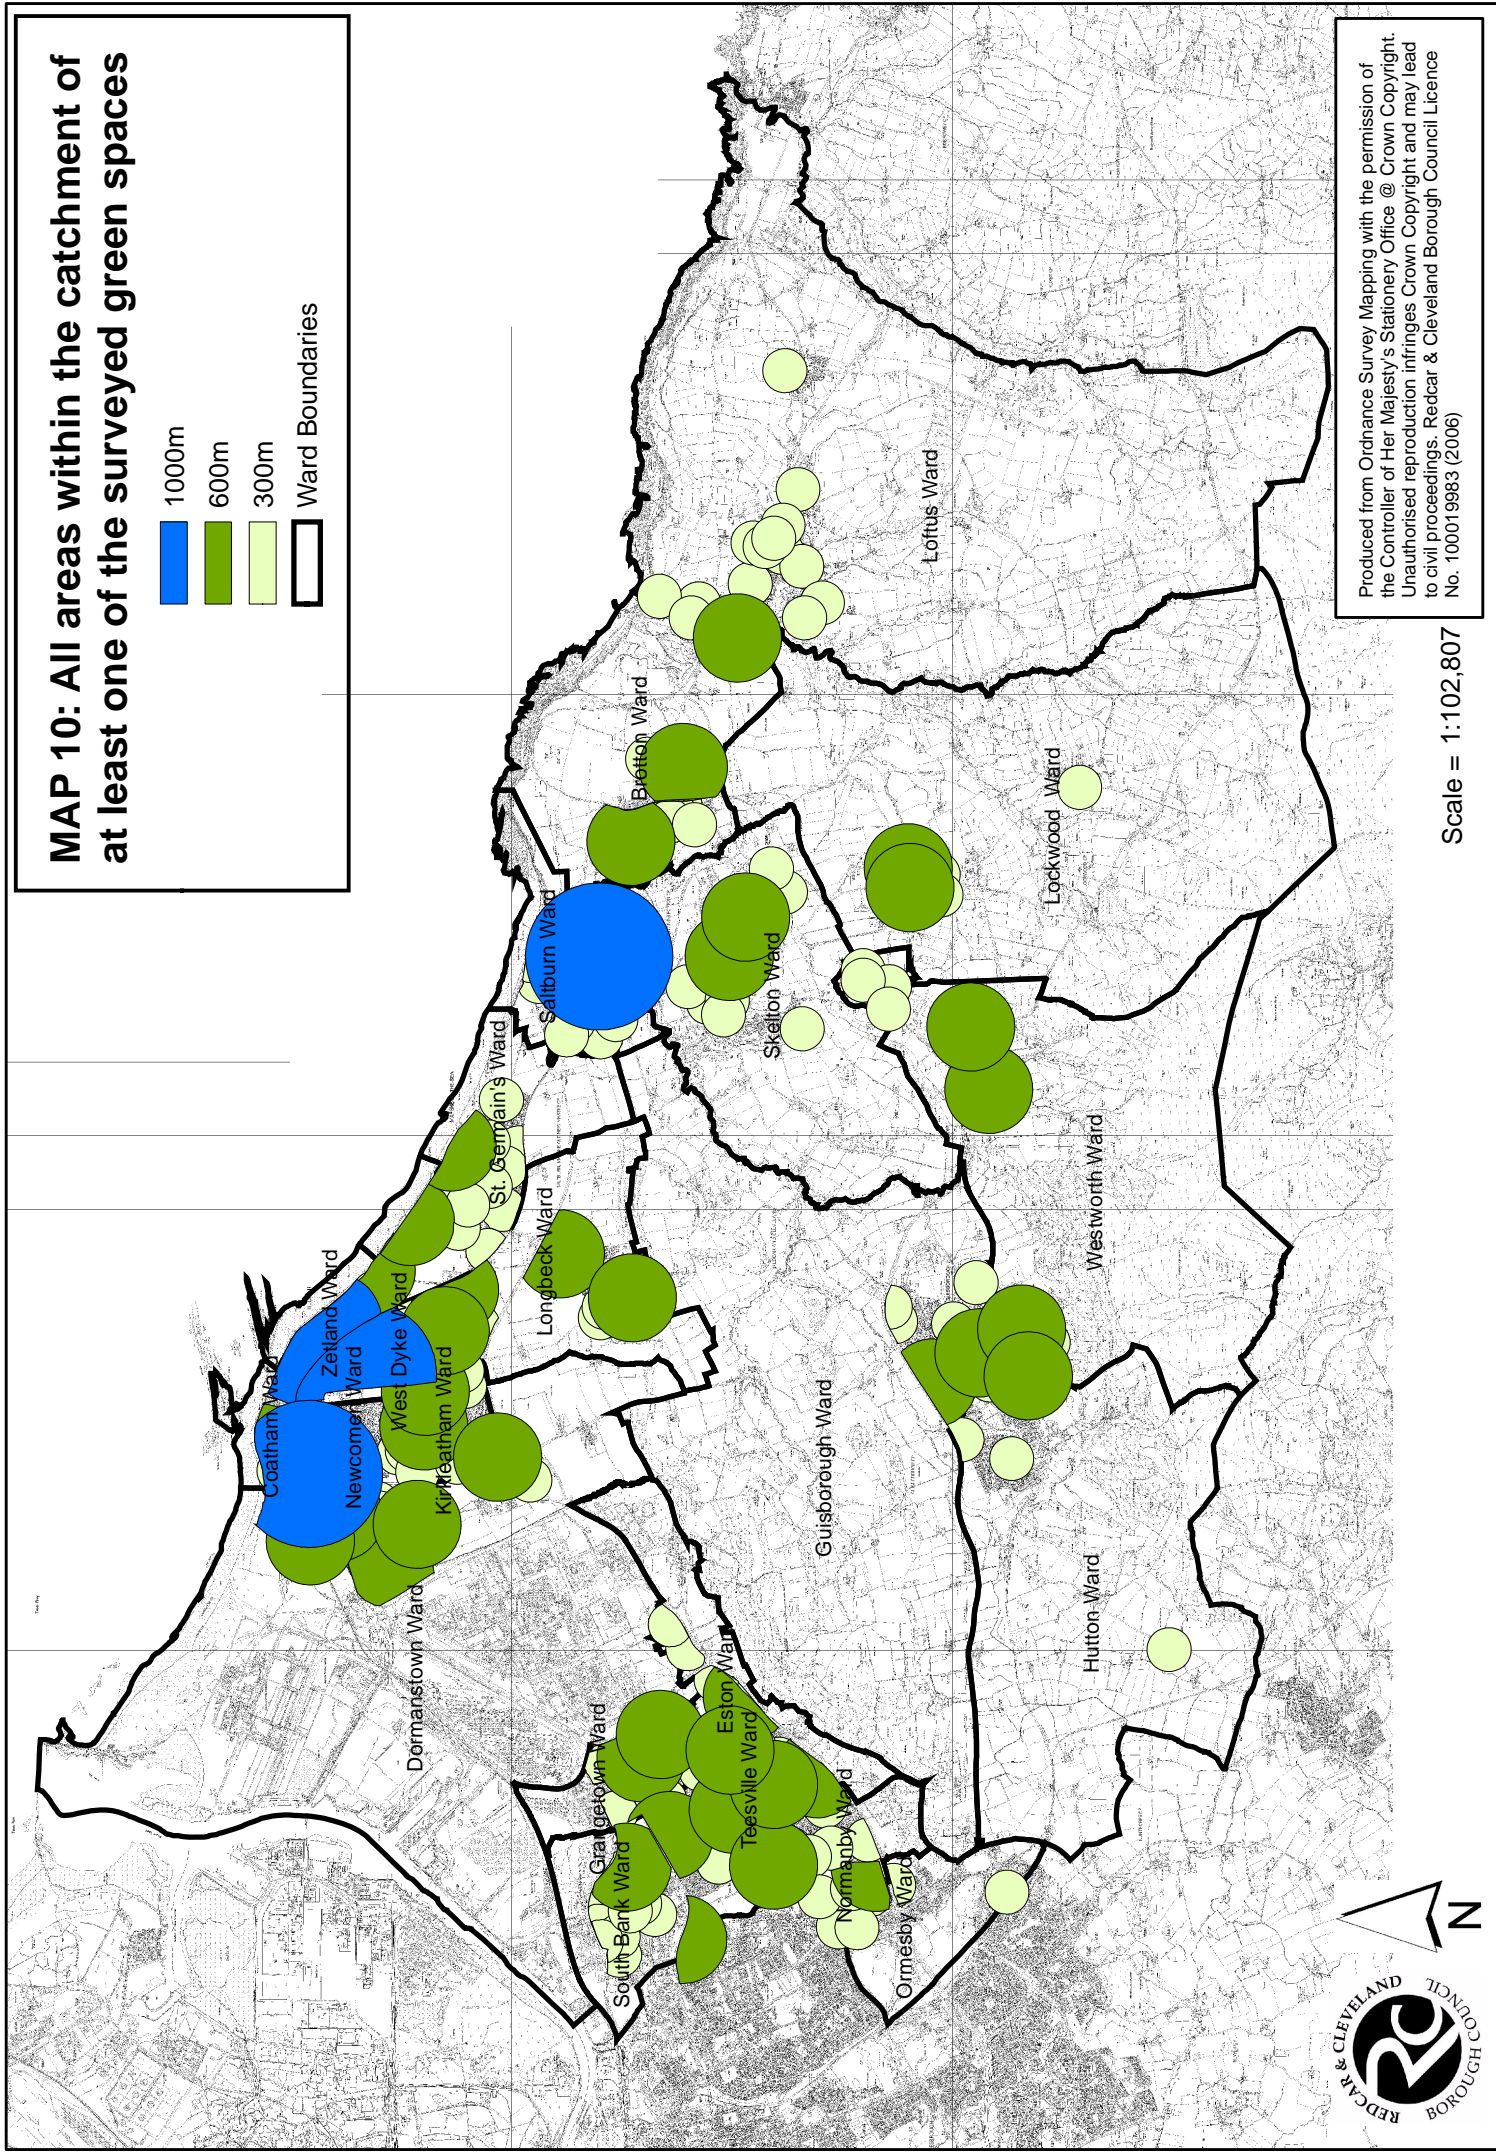 MAP 10: All areas within the catchment of
at least one of the surveyed green spaces
1000m
600m
300m
Ward Boundaries
Coatham Ward
Zetland Ward
Newcomen Ward
West Dyke Ward
Kirkleatham Ward
Dormanstown Ward
St. Germain's Ward
Longbeck Ward
Saltburn Ward
Brotton Ward
Skelton Ward
Loftus Ward
Lockwood Ward
Westworth Ward
Guisborough Ward
Hutton Ward
Grangetown Ward
South Bank Ward
Eston Ward
Teesville Ward
Normanby Ward
Ormesby Ward
Produced from Ordnance Survey Mapping with the permission of
the Controller of Her Majesty's Stationery Office @ Crown Copyright.
Unauthorised reproduction infringes Crown Copyright and may lead
to civil proceedings. Redcar & Cleveland Borough Council Licence
No. 100019983 (2006)
Scale = 1:102,807
N
REDCAR & CLEVELAND
RC
BOROUGH COUNCIL